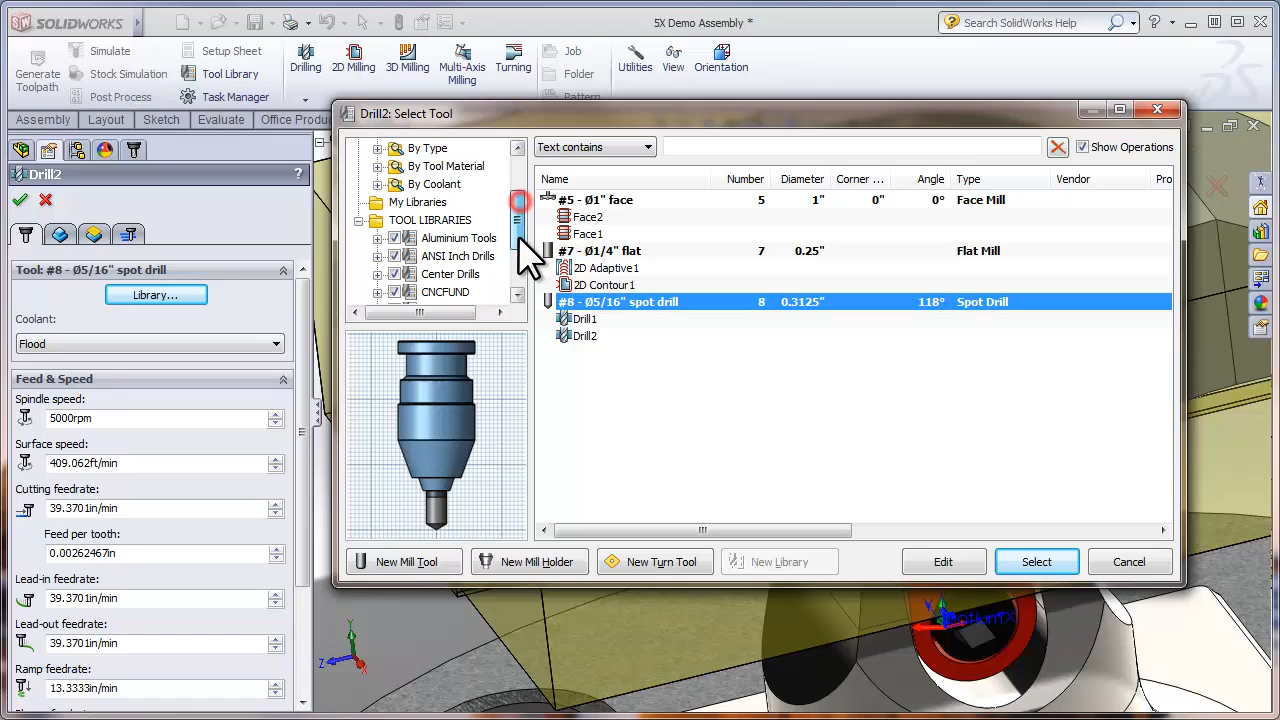 SOLIDWORKS
5X Demo Assembly *
Search SolidWorks Help
Generate
Toolpath
Simulate
Stock Simulation
Post Process
Setup Sheet
Tool Library
Task Manager
Drilling
2D Milling
3D Milling
Multi-Axis
Milling
Turning
Job
Folder
Pattern
Utilities
View
Orientation
Assembly
Layout
Sketch
Evaluate
Office Produ
Drill2
?
Tool: #8 - Ø5/16" spot drill
Library...
Coolant:
Flood
Feed & Speed
Spindle speed:
5000rpm
Surface speed:
409.062ft/min
Cutting feedrate:
39.3701in/min
Feed per tooth:
0.00262467in
Lead-in feedrate:
39.3701in/min
Lead-out feedrate:
39.3701in/min
Ramp feedrate:
13.3333in/min
Drill2: Select Tool
By Type
By Tool Material
By Coolant
My Libraries
TOOL LIBRARIES
Aluminium Tools
ANSI Inch Drills
Center Drills
CNCFUND
Text contains
Show Operations
Name Number Diameter Corner ... Angle Type Vendor Pro
#5 - Ø1" face 5 1" 0" 0° Face Mill
Face2
Face1
#7 - Ø1/4" flat 7 0.25" Flat Mill
2D Adaptive1
2D Contour1
#8 - Ø5/16" spot drill 8 0.3125" 118° Spot Drill
Drill1
Drill2
New Mill Tool
New Mill Holder
New Turn Tool
New Library
Edit
Select
Cancel
Y
Z
X